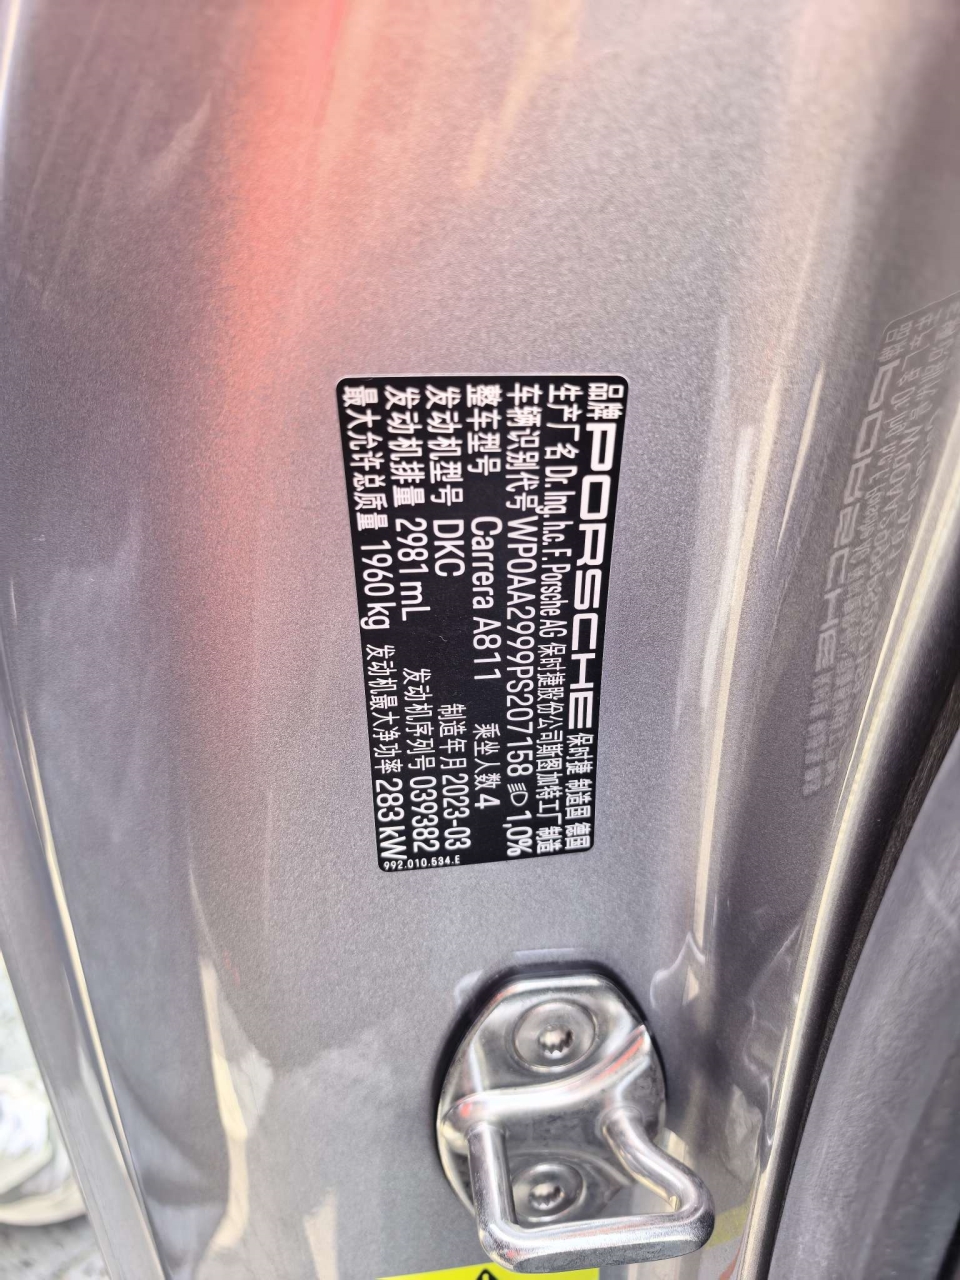 品牌 PORSCHE 保时捷 制造国 德国
生产厂名 Dr. Ing. h.c. F. Porsche AG 保时捷股份公司斯图加特工厂制造
车辆识别代号 WP0AA2999PS207158 1,0%
整车型号 Carrera A811 乘坐人数 4
发动机型号 DKC 制造年月 2023-03
发动机排量 2981 mL 发动机序列号 039382
最大允许总质量 1960 kg 发动机最大净功率 283 kW
992.010.534.E